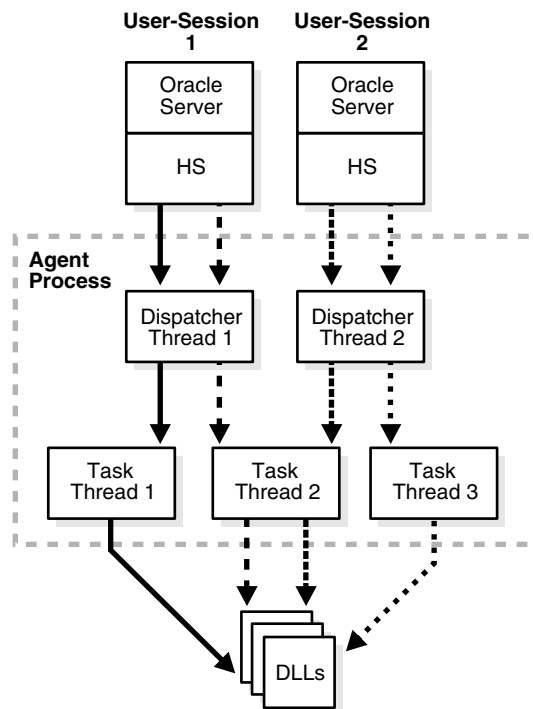 User-Session
1
User-Session
2
Oracle
Server
HS
Oracle
Server
HS
Agent
Process
Dispatcher
Thread 1
Dispatcher
Thread 2
Task
Thread 1
Task
Thread 2
Task
Thread 3
DLLs